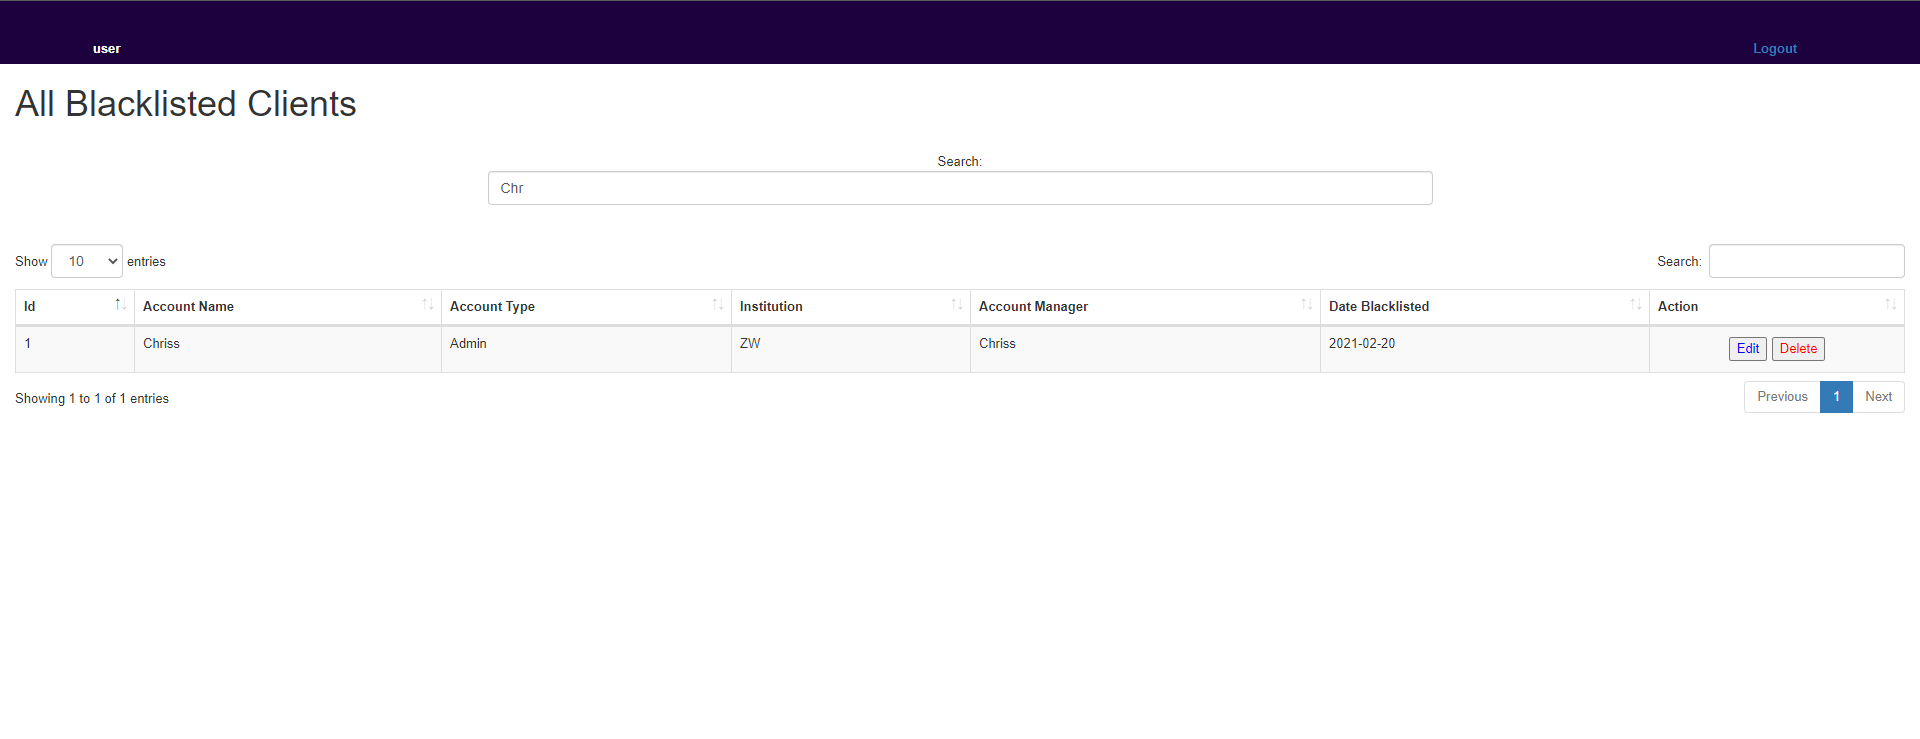 user Logout
All Blacklisted Clients
Search:
Chr
Show 10 entries Search:
Id Account Name Account Type Institution Account Manager Date Blacklisted Action
1 Chriss Admin ZW Chriss 2021-02-20 Edit Delete
Showing 1 to 1 of 1 entries Previous 1 Next